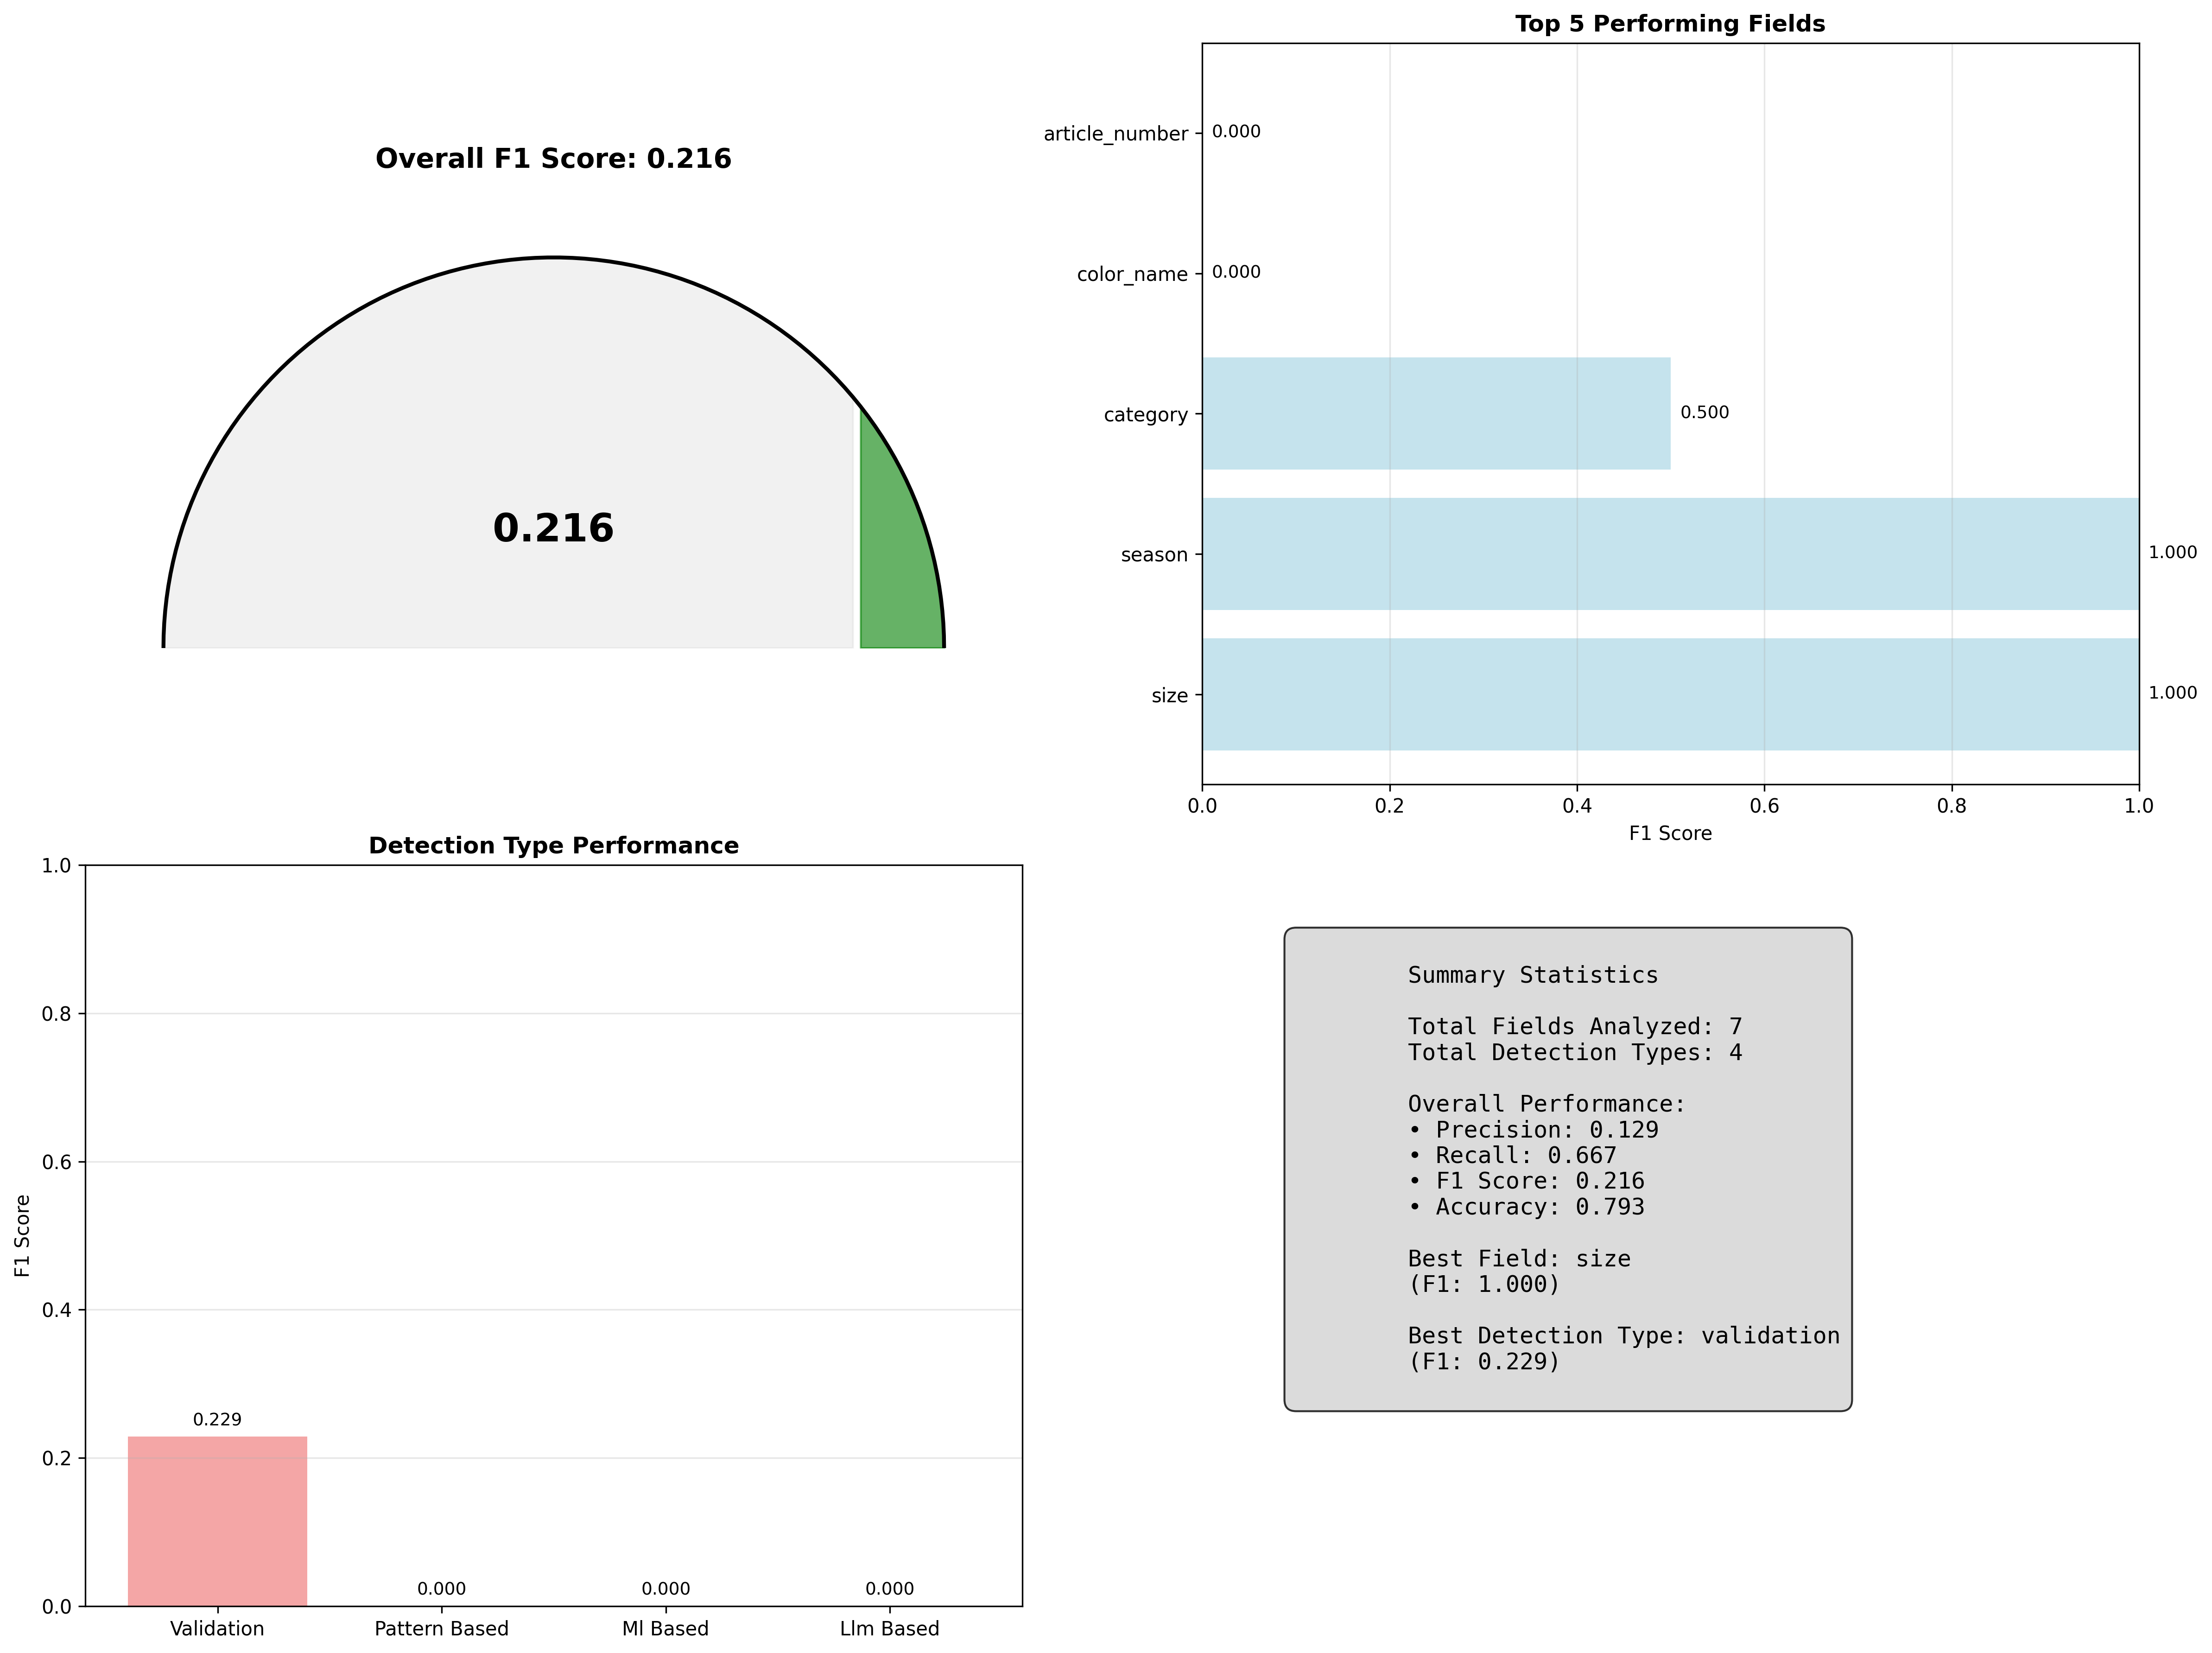 Overall F1 Score: 0.216
0.216
Top 5 Performing Fields
article_number
0.000
color_name
0.000
category
0.500
season
1.000
size
1.000
0.0 0.2 0.4 0.6 0.8 1.0
F1 Score
Detection Type Performance
1.0
0.8
0.6
0.4
0.2
0.0
F1 Score
0.229
0.000
0.000
0.000
Validation
Pattern Based
Ml Based
Llm Based
Summary Statistics
Total Fields Analyzed: 7
Total Detection Types: 4
Overall Performance:
• Precision: 0.129
• Recall: 0.667
• F1 Score: 0.216
• Accuracy: 0.793
Best Field: size
(F1: 1.000)
Best Detection Type: validation
(F1: 0.229)